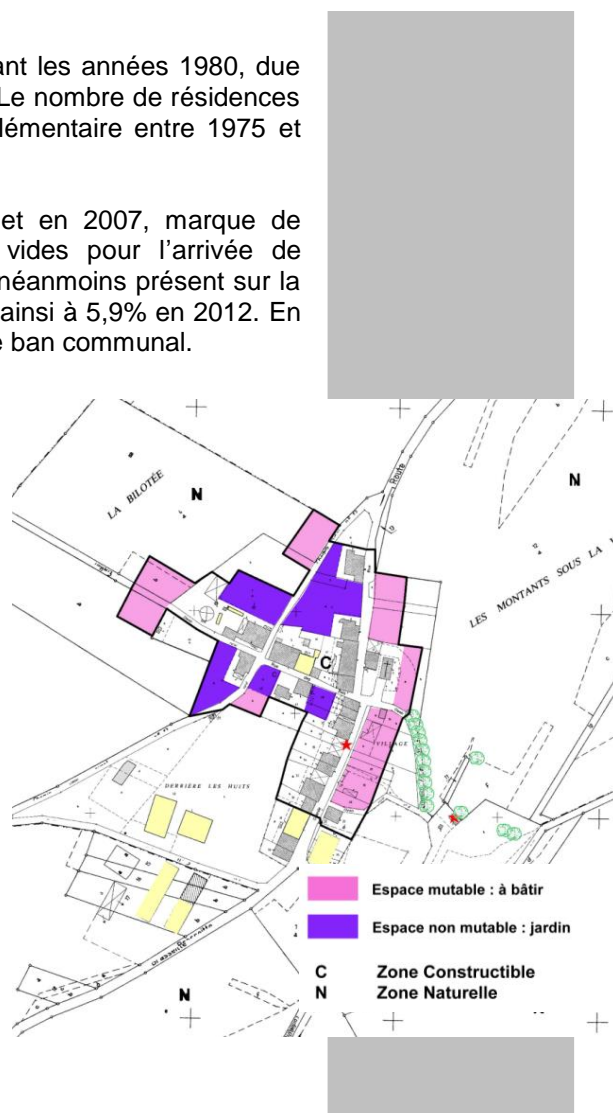 ant les années 1980, due
Le nombre de résidences
lémentaire entre 1975 et
et en 2007, marque de
vides pour l'arrivée de
néanmoins présent sur la
ainsi à 5,9% en 2012. En
e ban communal.
LA BILOTÉE
N
Route
N
LES MONTANTS SOUS LA
C
VILLAGE
DERRIÈRE LES HUITS
N
Espace mutable : à bâtir
Espace non mutable : jardin
C Zone Constructible
N Zone Naturelle